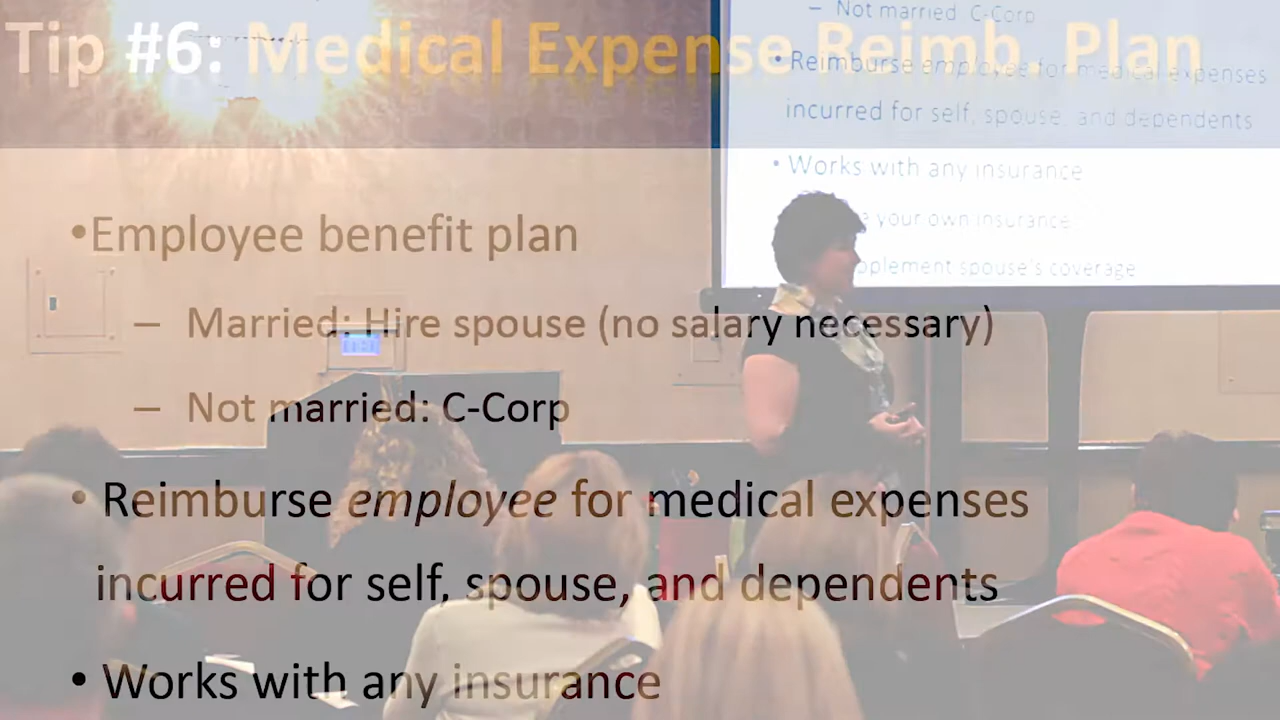 Tip #6: Medical Expense Reimb. Plan
•Employee benefit plan
– Married: Hire spouse (no salary necessary)
– Not married: C-Corp
• Reimburse employee for medical expenses
incurred for self, spouse, and dependents
• Works with any insurance
– Not married C-Corp
• Reimburse employee for medical expenses
incurred for self, spouse, and dependents
• Works with any insurance
your own insurance
spouse's coverage